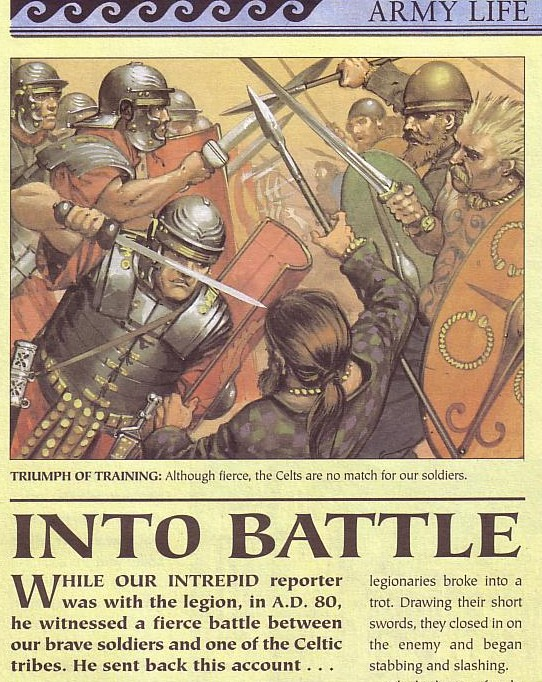 ARMY LIFE
TRIUMPH OF TRAINING: Although fierce, the Celts are no match for our soldiers.
INTO BATTLE
WHILE OUR INTREPID reporter
was with the legion, in A.D. 80,
he witnessed a fierce battle between
our brave soldiers and one of the Celtic
tribes. He sent back this account . . .
legionaries broke into a
trot. Drawing their short
swords, they closed in on
the enemy and began
stabbing and slashing.